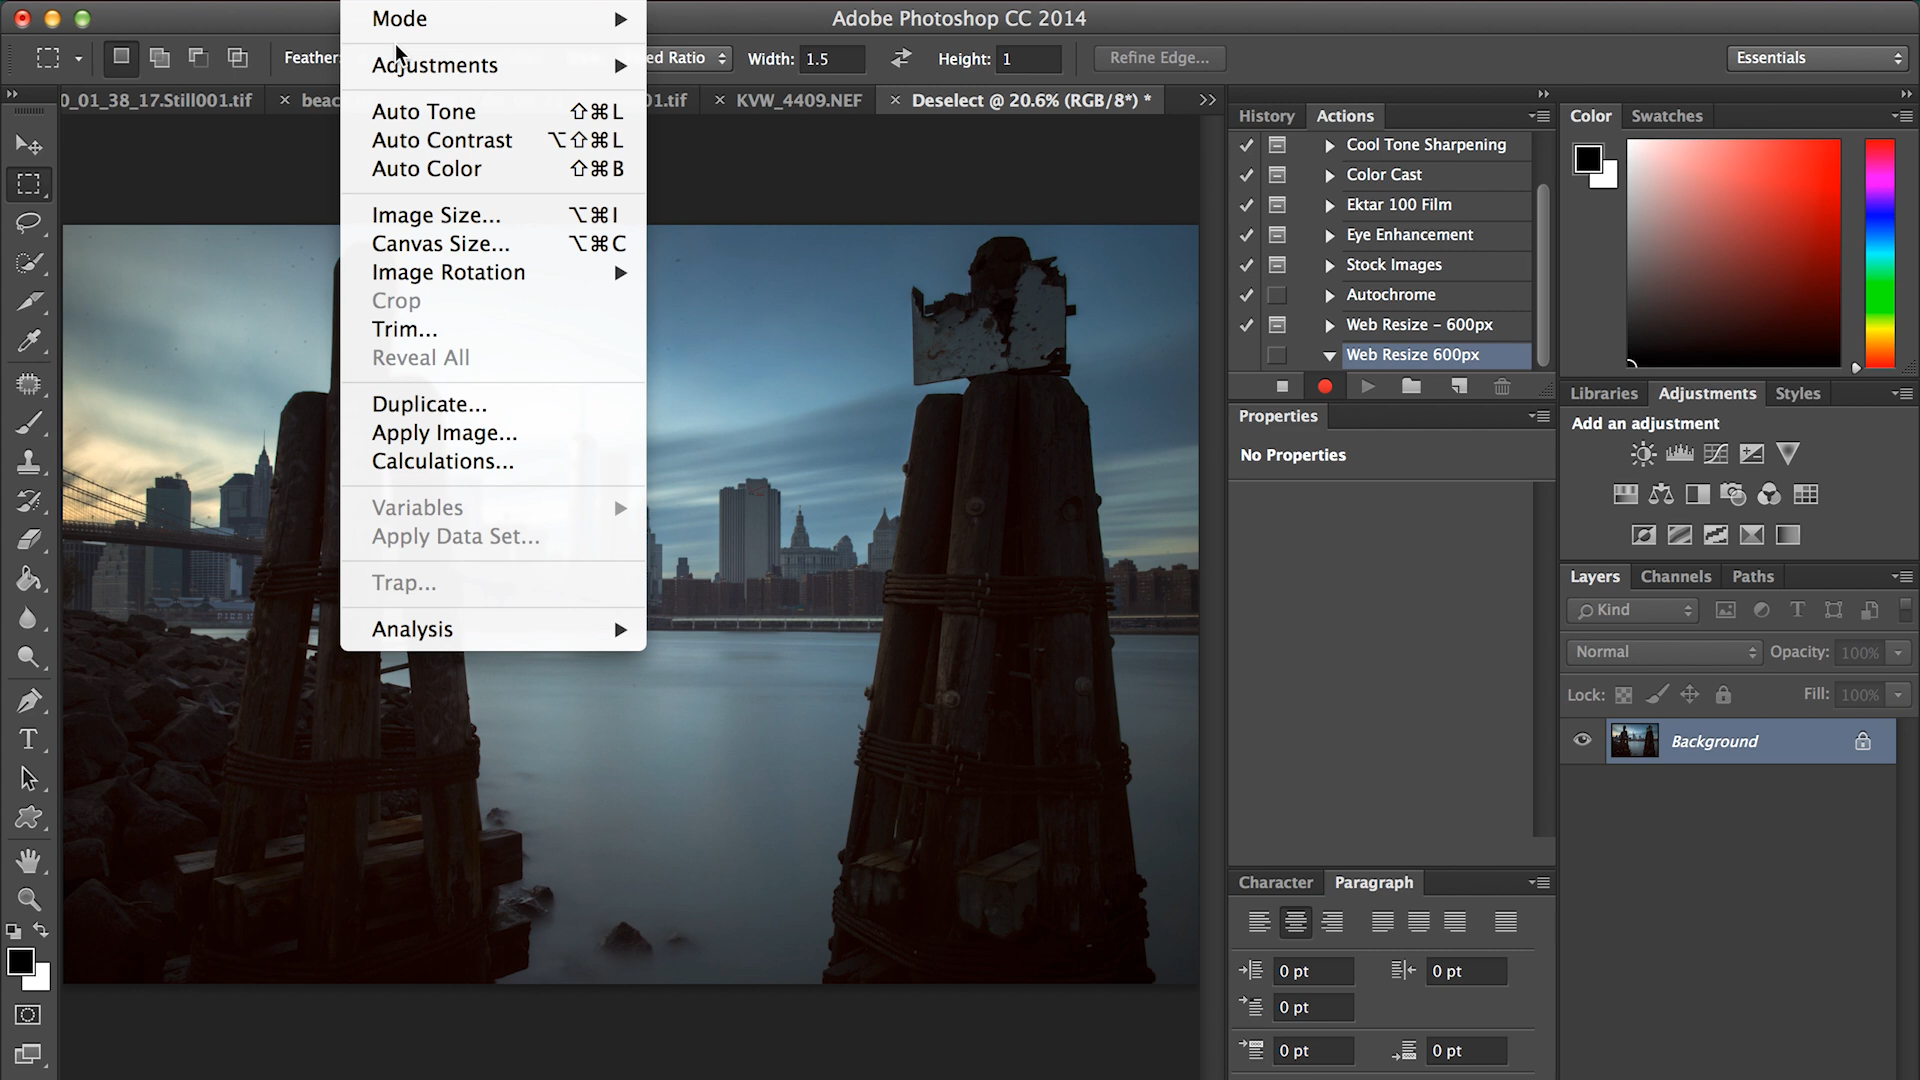 Adobe Photoshop CC 2014
Mode
Feather:
ed Ratio
Width: 1.5
Height: 1
Refine Edge...
Essentials
Adjustments
0_01_38_17.Still001.tif
× beac
01.tif
× KVW_4409.NEF
× Deselect @ 20.6% (RGB/8*) *
Auto Tone ⇧⌘L
Auto Contrast ⌥⇧⌘L
Auto Color ⇧⌘B
Image Size... ⌥⌘I
Canvas Size... ⌥⌘C
Image Rotation
Crop
Trim...
Reveal All
Duplicate...
Apply Image...
Calculations...
Variables
Apply Data Set...
Trap...
Analysis
History
Actions
Cool Tone Sharpening
Color Cast
Ektar 100 Film
Eye Enhancement
Stock Images
Autochrome
Web Resize - 600px
Web Resize 600px
Properties
No Properties
Character
Paragraph
0 pt
0 pt
0 pt
0 pt
0 pt
Color
Swatches
Libraries
Adjustments
Styles
Add an adjustment
Layers
Channels
Paths
Kind
Normal
Opacity: 100%
Lock:
Fill: 100%
Background